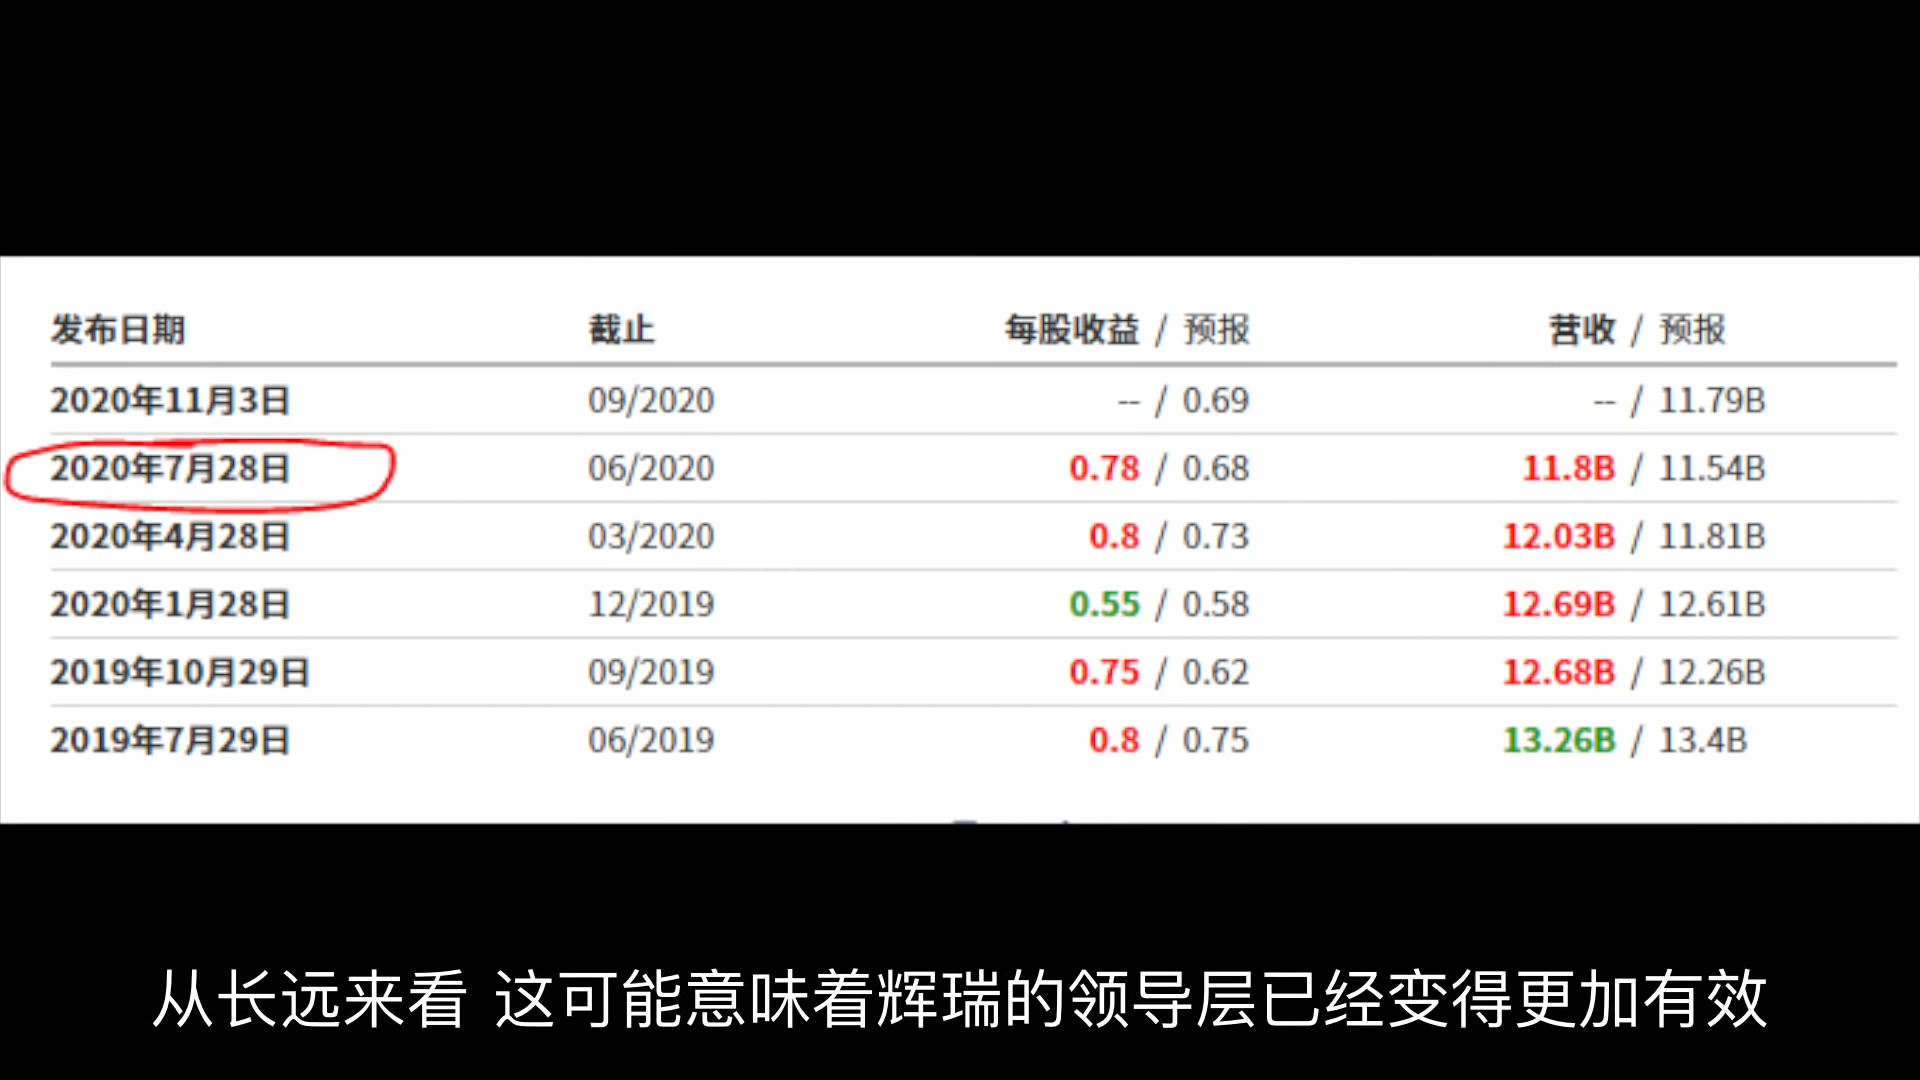 发布日期 截止 每股收益 / 预报 营收 / 预报
2020年11月3日 09/2020 -- / 0.69 -- / 11.79B
2020年7月28日 06/2020 0.78 / 0.68 11.8B / 11.54B
2020年4月28日 03/2020 0.8 / 0.73 12.03B / 11.81B
2020年1月28日 12/2019 0.55 / 0.58 12.69B / 12.61B
2019年10月29日 09/2019 0.75 / 0.62 12.68B / 12.26B
2019年7月29日 06/2019 0.8 / 0.75 13.26B / 13.4B
从长远来看 这可能意味着辉瑞的领导层已经变得更加有效